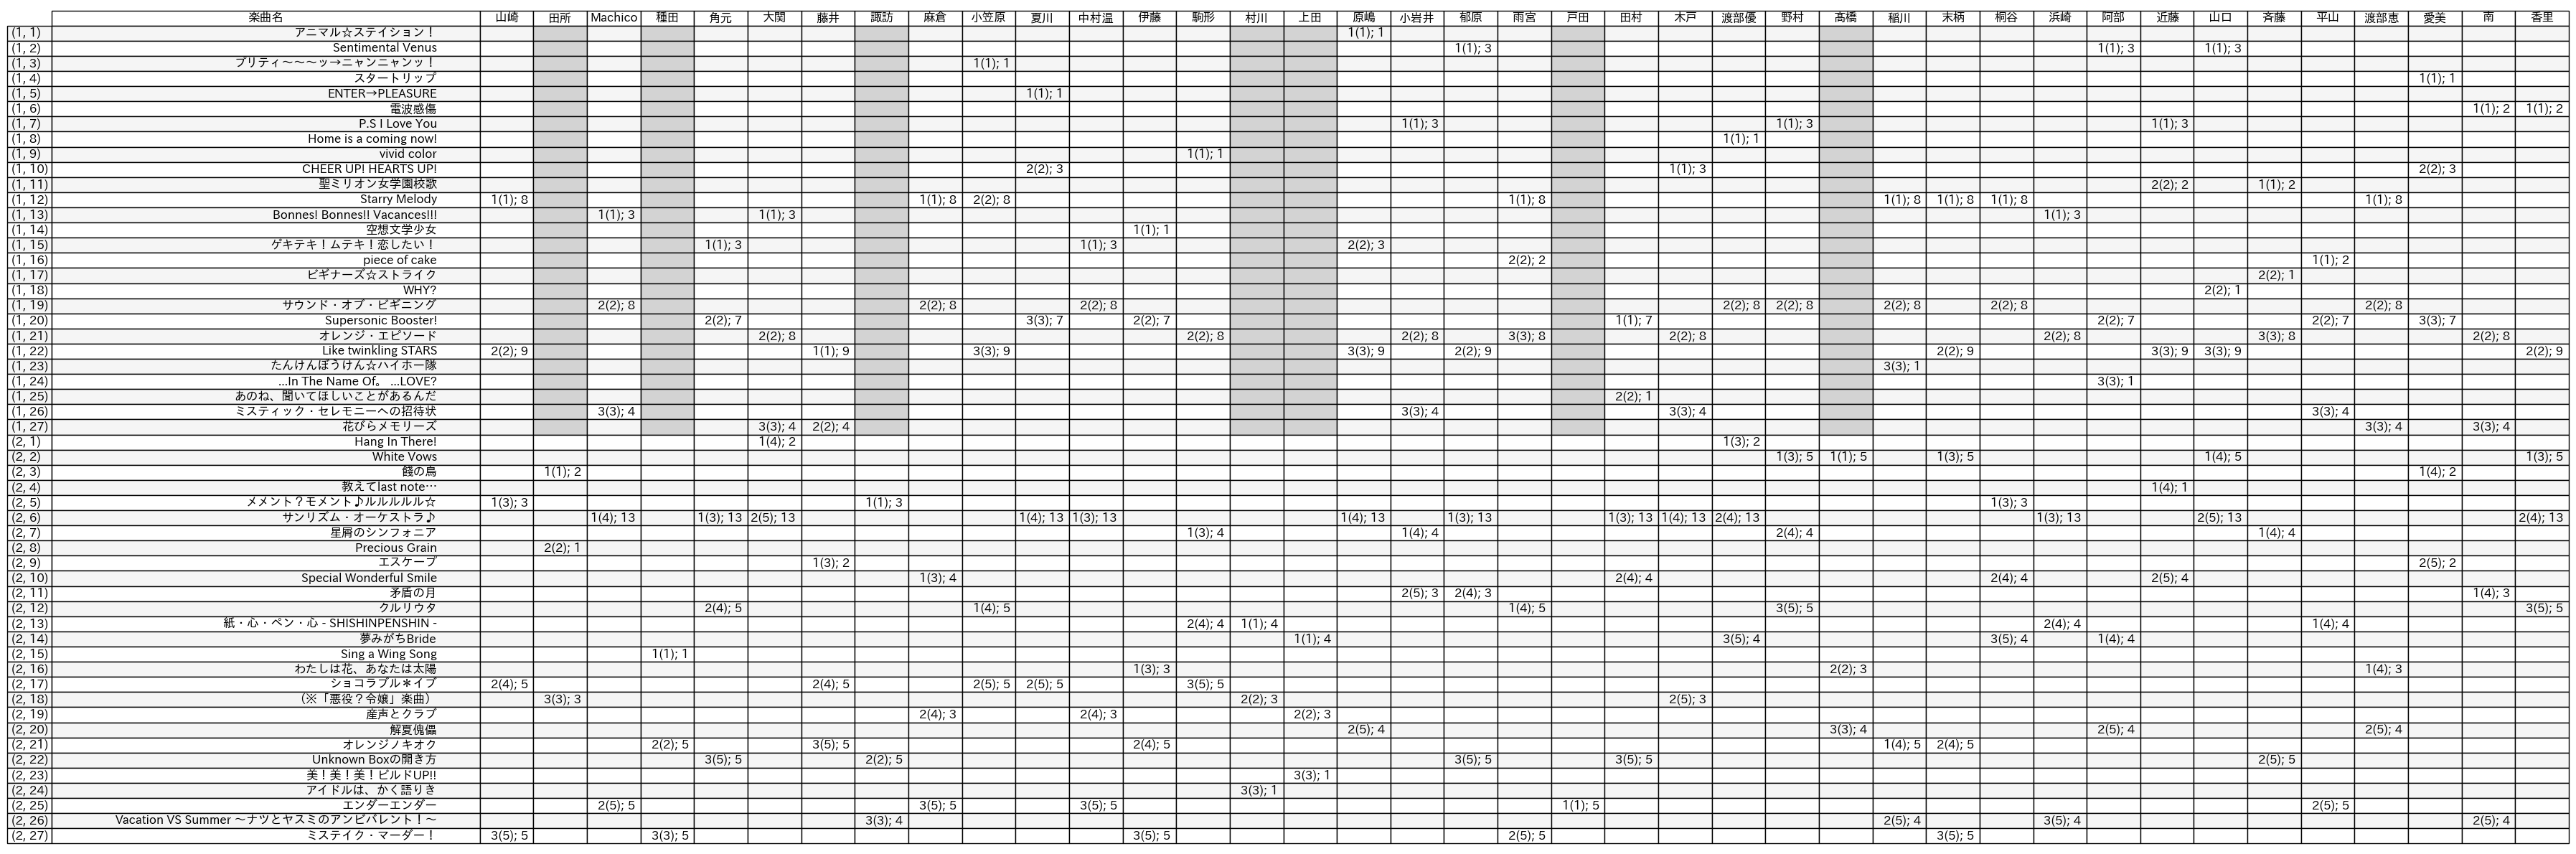 楽曲名 山崎 田所 Machico 種田 角元 大関 藤井 諏訪 麻倉 小笠原 夏川 中村温 伊藤 駒形 村川 上田 原嶋 小岩井 郁原 雨宮 戸田 田村 木戸 渡部優 野村 髙橋 稲川 末柄 桐谷 浜崎 阿部 近藤 山口 斉藤 平山 渡部恵 愛美 南 香里
(1, 1) アニマル☆ステイション！ 1(1); 1
(1, 2) Sentimental Venus 1(1); 3 1(1); 3 1(1); 3
(1, 3) プリティ〜〜〜ッ→ニャンニャンッ！ 1(1); 1
(1, 4) スタートリップ 1(1); 1
(1, 5) ENTER→PLEASURE 1(1); 1
(1, 6) 電波感傷 1(1); 2 1(1); 2
(1, 7) P.S I Love You 1(1); 3 1(1); 3 1(1); 3
(1, 8) Home is a coming now! 1(1); 1
(1, 9) vivid color 1(1); 1
(1, 10) CHEER UP! HEARTS UP! 2(2); 3 1(1); 3 2(2); 3
(1, 11) 聖ミリオン女学園校歌 2(2); 2 1(1); 2
(1, 12) Starry Melody 1(1); 8 1(1); 8 2(2); 8 1(1); 8 1(1); 8 1(1); 8 1(1); 8 1(1); 8
(1, 13) Bonnes! Bonnes!! Vacances!!! 1(1); 3 1(1); 3 1(1); 3
(1, 14) 空想文学少女 1(1); 1
(1, 15) ゲキテキ！ムテキ！恋したい！ 1(1); 3 1(1); 3 2(2); 3
(1, 16) piece of cake 2(2); 2 1(1); 2
(1, 17) ビギナーズ☆ストライク 2(2); 1
(1, 18) WHY? 2(2); 1
(1, 19) サウンド・オブ・ビギニング 2(2); 8 2(2); 8 2(2); 8 2(2); 8 2(2); 8 2(2); 8 2(2); 8 2(2); 8
(1, 20) Supersonic Booster! 2(2); 7 3(3); 7 2(2); 7 1(1); 7 2(2); 7 2(2); 7 3(3); 7
(1, 21) オレンジ・エピソード 2(2); 8 2(2); 8 2(2); 8 3(3); 8 2(2); 8 2(2); 8 3(3); 8 2(2); 8
(1, 22) Like twinkling STARS 2(2); 9 1(1); 9 3(3); 9 3(3); 9 2(2); 9 2(2); 9 3(3); 9 3(3); 9 2(2); 9
(1, 23) たんけんぼうけん☆ハイホー隊 3(3); 1
(1, 24) …In The Name Of。 …LOVE? 3(3); 1
(1, 25) あのね、聞いてほしいことがあるんだ 2(2); 1
(1, 26) ミスティック・セレモニーへの招待状 3(3); 4 3(3); 4 3(3); 4 3(3); 4
(1, 27) 花びらメモリーズ 3(3); 4 2(2); 4 3(3); 4 3(3); 4
(2, 1) Hang In There! 1(4); 2 1(3); 2
(2, 2) White Vows 1(3); 5 1(1); 5 1(3); 5 1(4); 5 1(3); 5
(2, 3) 餞の鳥 1(1); 2 1(4); 2
(2, 4) 教えてlast note… 1(4); 1
(2, 5) メメント？モメント♪ルルルルル☆ 1(3); 3 1(1); 3 1(3); 3
(2, 6) サンリズム・オーケストラ♪ 1(4); 13 1(3); 13 2(5); 13 1(4); 13 1(3); 13 1(4); 13 1(3); 13 1(3); 13 1(4); 13 2(4); 13 1(3); 13 2(5); 13 2(4); 13
(2, 7) 星屑のシンフォニア 1(3); 4 1(4); 4 2(4); 4 1(4); 4
(2, 8) Precious Grain 2(2); 1
(2, 9) エスケープ 1(3); 2 2(5); 2
(2, 10) Special Wonderful Smile 1(3); 4 2(4); 4 2(4); 4 2(5); 4
(2, 11) 矛盾の月 2(5); 3 2(4); 3 1(4); 3
(2, 12) クルリウタ 2(4); 5 1(4); 5 1(4); 5 3(5); 5 3(5); 5
(2, 13) 紙・心・ペン・心 - SHISHINPENSHIN - 2(4); 4 1(1); 4 2(4); 4 1(4); 4
(2, 14) 夢みがちBride 1(1); 4 3(5); 4 3(5); 4 1(4); 4
(2, 15) Sing a Wing Song 1(1); 1
(2, 16) わたしは花、あなたは太陽 1(3); 3 2(2); 3 1(4); 3
(2, 17) ショコラブル＊イブ 2(4); 5 2(4); 5 2(5); 5 2(5); 5 3(5); 5
(2, 18) (※「悪役？令嬢」楽曲) 3(3); 3 2(2); 3 2(5); 3
(2, 19) 産声とクラブ 2(4); 3 2(4); 3 2(2); 3
(2, 20) 解夏傀儡 2(5); 4 3(3); 4 2(5); 4 2(5); 4
(2, 21) オレンジノキオク 2(2); 5 3(5); 5 2(4); 5 1(4); 5 2(4); 5
(2, 22) Unknown Boxの開き方 3(5); 5 2(2); 5 3(5); 5 3(5); 5 2(5); 5
(2, 23) 美！美！美！ビルドUP!! 3(3); 1
(2, 24) アイドルは、かく語りき 3(3); 1
(2, 25) エンダーエンダー 2(5); 5 3(5); 5 3(5); 5 1(1); 5 2(5); 5
(2, 26) Vacation VS Summer 〜ナツとヤスミのアンビバレント！〜 3(3); 4 2(5); 4 3(5); 4 2(5); 4
(2, 27) ミステイク・マーダー！ 3(5); 5 3(3); 5 3(5); 5 2(5); 5 3(5); 5